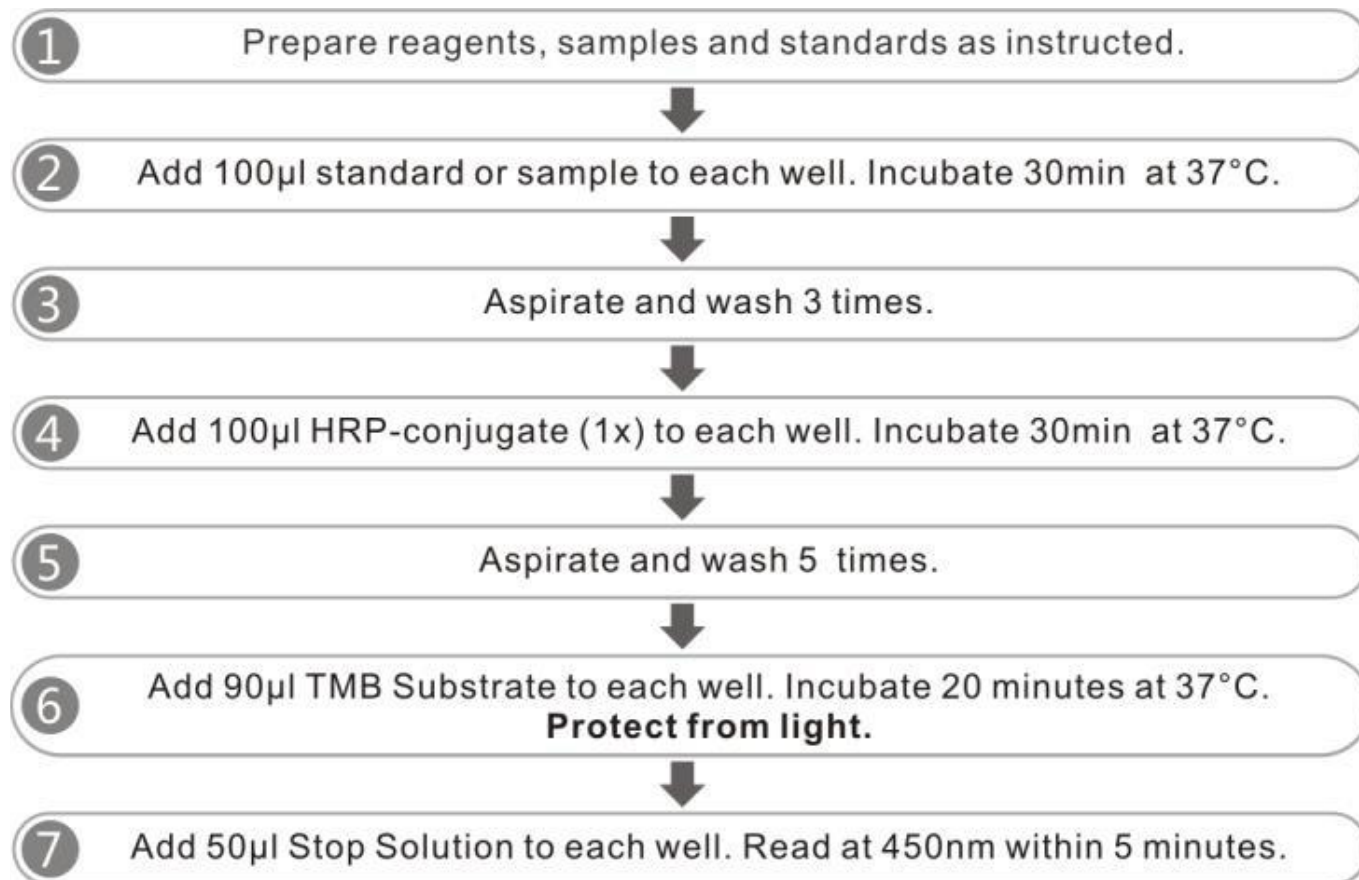 1 Prepare reagents, samples and standards as instructed.
2 Add 100µl standard or sample to each well. Incubate 30min at 37°C.
3 Aspirate and wash 3 times.
4 Add 100µl HRP-conjugate (1x) to each well. Incubate 30min at 37°C.
5 Aspirate and wash 5 times.
6 Add 90µl TMB Substrate to each well. Incubate 20 minutes at 37°C.
Protect from light.
7 Add 50µl Stop Solution to each well. Read at 450nm within 5 minutes.